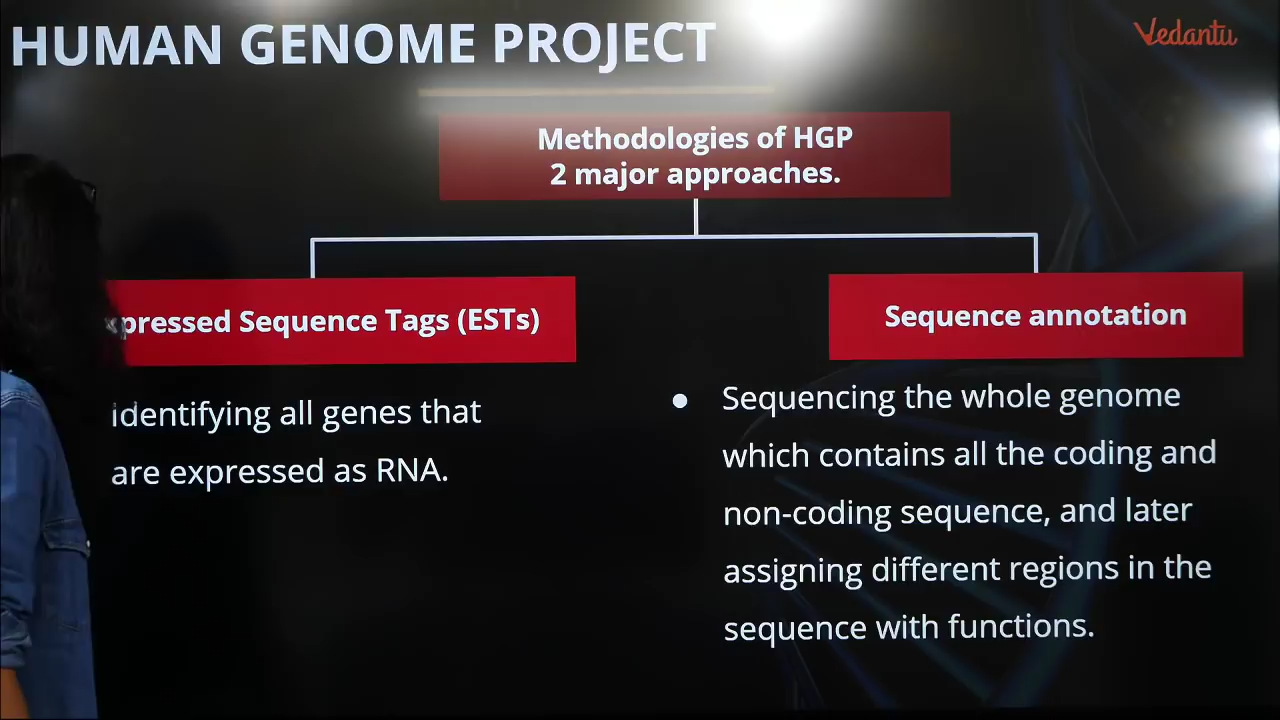 HUMAN GENOME PROJECT
Vedantu
Methodologies of HGP
2 major approaches.
xpressed Sequence Tags (ESTs)
Sequence annotation
identifying all genes that
are expressed as RNA.
● Sequencing the whole genome
which contains all the coding and
non-coding sequence, and later
assigning different regions in the
sequence with functions.